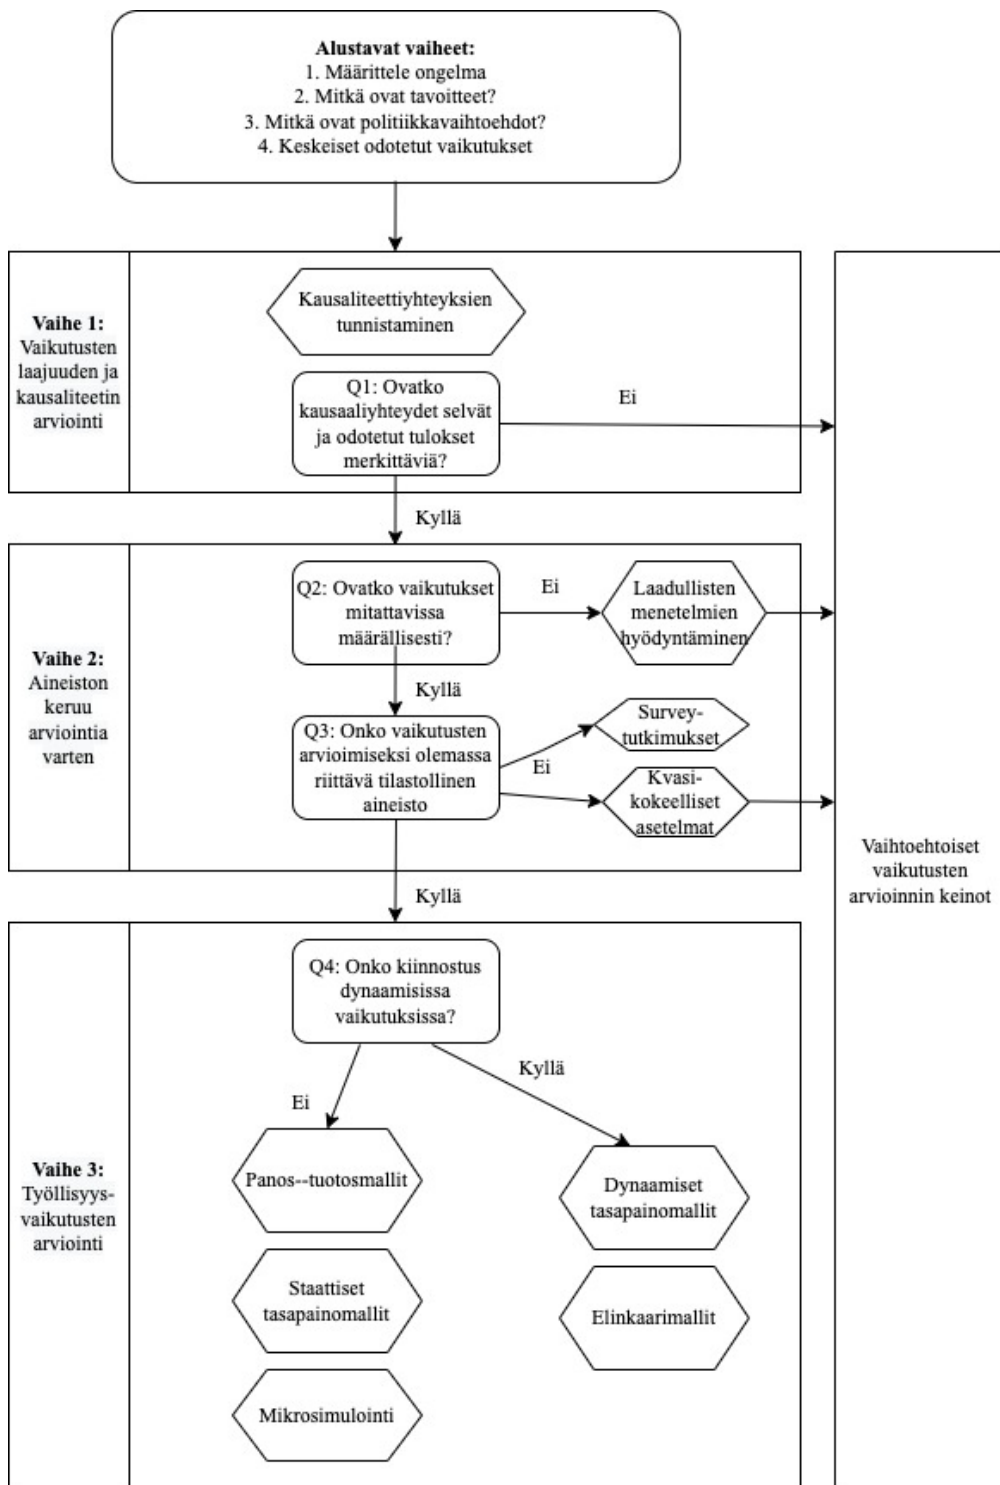 Alustavat vaiheet:
1. Määrittele ongelma
2. Mitkä ovat tavoitteet?
3. Mitkä ovat politiikkavaihtoehdot?
4. Keskeiset odotetut vaikutukset
Vaihe 1:
Vaikutusten
laajuuden ja
kausaliteetin
arviointi
Kausaliteettiyhteyksien
tunnistaminen
Q1: Ovatko
kausaaliyhteydet selvät
ja odotetut tulokset
merkittäviä?
Ei
Kyllä
Vaihe 2:
Aineiston
keruu
arviointia
varten
Q2: Ovatko vaikutukset
mitattavissa
määrällisesti?
Ei
Laadullisten
menetelmien
hyödyntäminen
Kyllä
Q3: Onko vaikutusten
arvioimiseksi olemassa
riittävä tilastollinen
aineisto
Ei
Survey-
tutkimukset
Kvasi-
kokeelliset
asetelmat
Kyllä
Vaihtoehtoiset
vaikutusten
arvioinnin keinot
Vaihe 3:
Työllisyys-
vaikutusten
arviointi
Q4: Onko kiinnostus
dynaamisissa
vaikutuksissa?
Ei
Kyllä
Panos--tuotosmallit
Staattiset
tasapainomallit
Mikrosimulointi
Dynaamiset
tasapainomallit
Elinkaarimallit